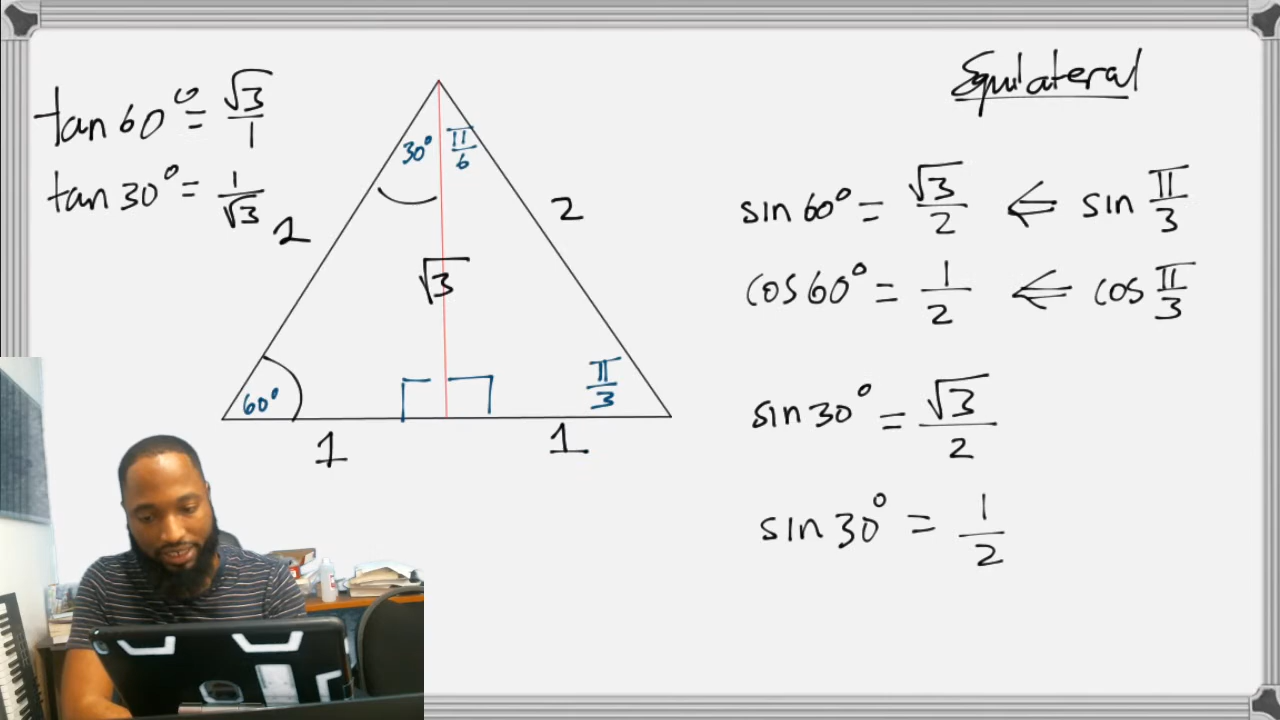 Equilateral
tan 60° = √3/1
tan 30° = 1/√3
30° π/6
2 2
√3
60° π/3
1 1
sin 60° = √3/2 ⇐ sin π/3
cos 60° = 1/2 ⇐ cos π/3
sin 30° = √3/2
sin 30° = 1/2